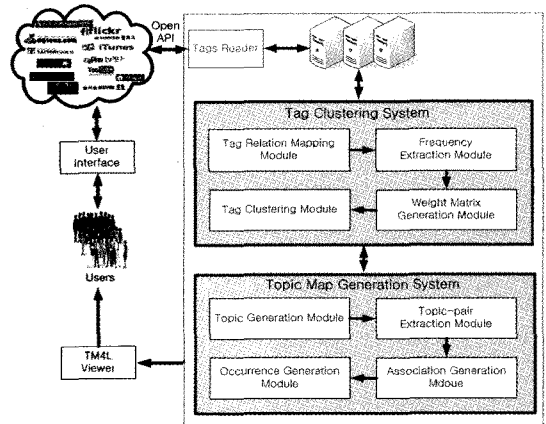 Open
API
flickr
iTunes
Tags Reader
Tag Clustering System
Tag Relation Mapping
Module
Frequency
Extraction Module
Tag Clustering Module
Weight Matrix
Generation Module
User
Interface
Users
Topic Map Generation System
Topic Generation Module
Topic-pair
Extraction Module
TM4L
Viewer
Occurrence Generation
Module
Association Generation
Mdoue